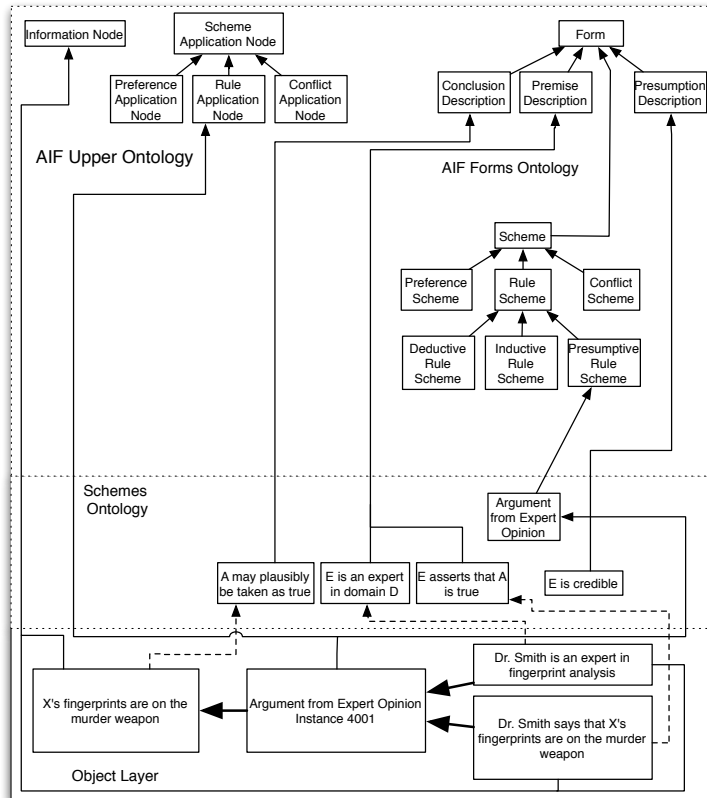 Information Node
Scheme
Application Node
Form
Preference
Application
Node
Rule
Application
Node
Conflict
Application
Node
Conclusion
Description
Premise
Description
Presumption
Description
AIF Upper Ontology
AIF Forms Ontology
Scheme
Preference
Scheme
Rule
Scheme
Conflict
Scheme
Deductive
Rule
Scheme
Inductive
Rule
Scheme
Presumptive
Rule
Scheme
Schemes
Ontology
Argument
from Expert
Opinion
A may plausibly
be taken as true
E is an expert
in domain D
E asserts that A
is true
E is credible
X's fingerprints are on the
murder weapon
Argument from Expert Opinion
Instance 4001
Dr. Smith is an expert in
fingerprint analysis
Dr. Smith says that X's
fingerprints are on the murder
weapon
Object Layer